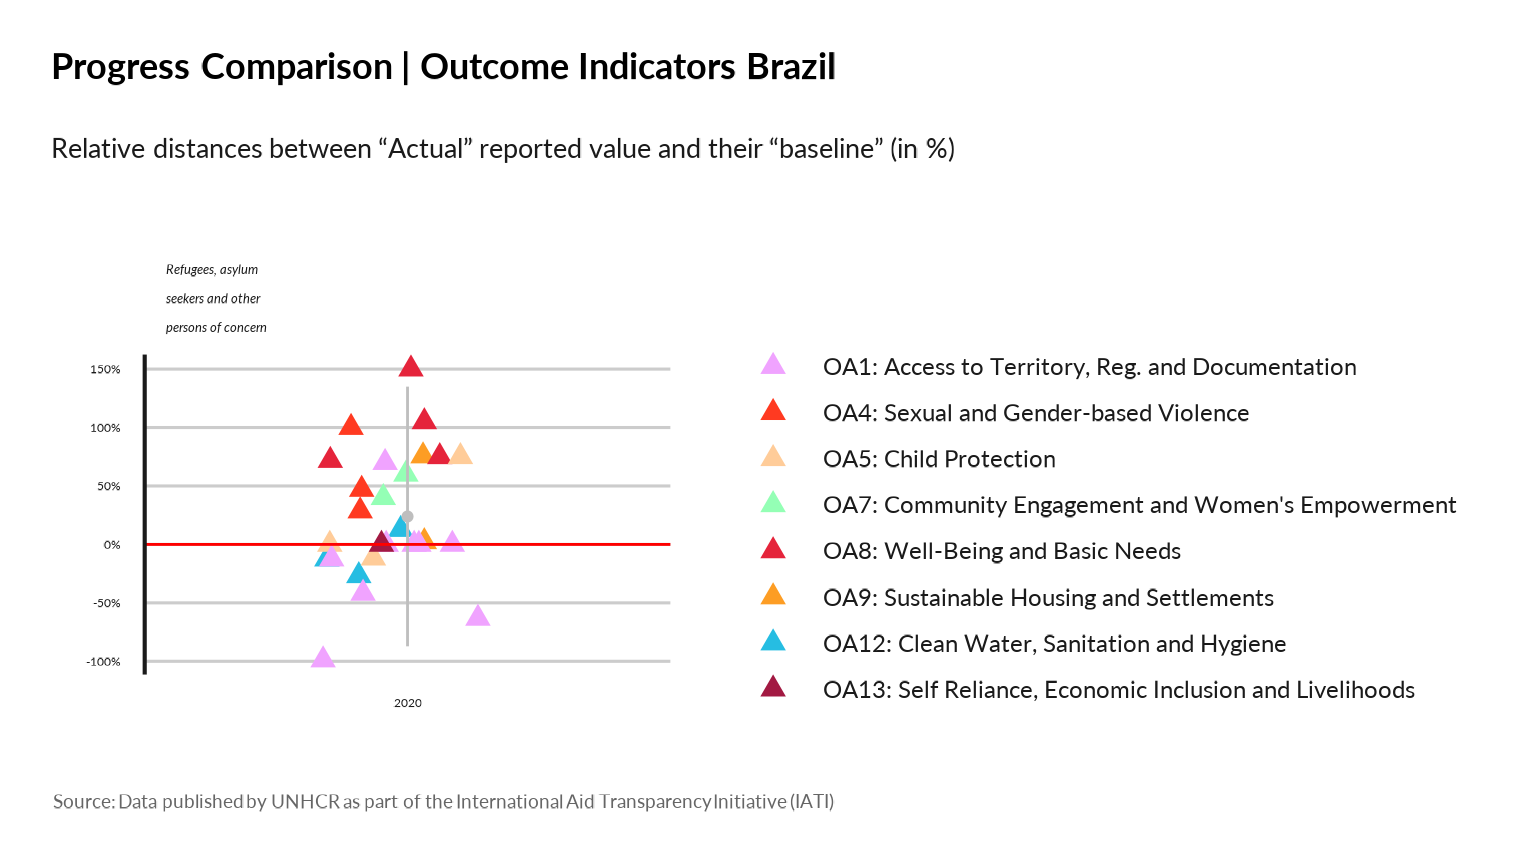 Progress Comparison | Outcome Indicators Brazil
Relative distances between “Actual” reported value and their “baseline” (in %)
Refugees, asylum
seekers and other
persons of concern
150%
100%
50%
0%
-50%
-100%
2020
OA1: Access to Territory, Reg. and Documentation
OA4: Sexual and Gender-based Violence
OA5: Child Protection
OA7: Community Engagement and Women's Empowerment
OA8: Well-Being and Basic Needs
OA9: Sustainable Housing and Settlements
OA12: Clean Water, Sanitation and Hygiene
OA13: Self Reliance, Economic Inclusion and Livelihoods
Source: Data published by UNHCR as part of the International Aid Transparency Initiative (IATI)